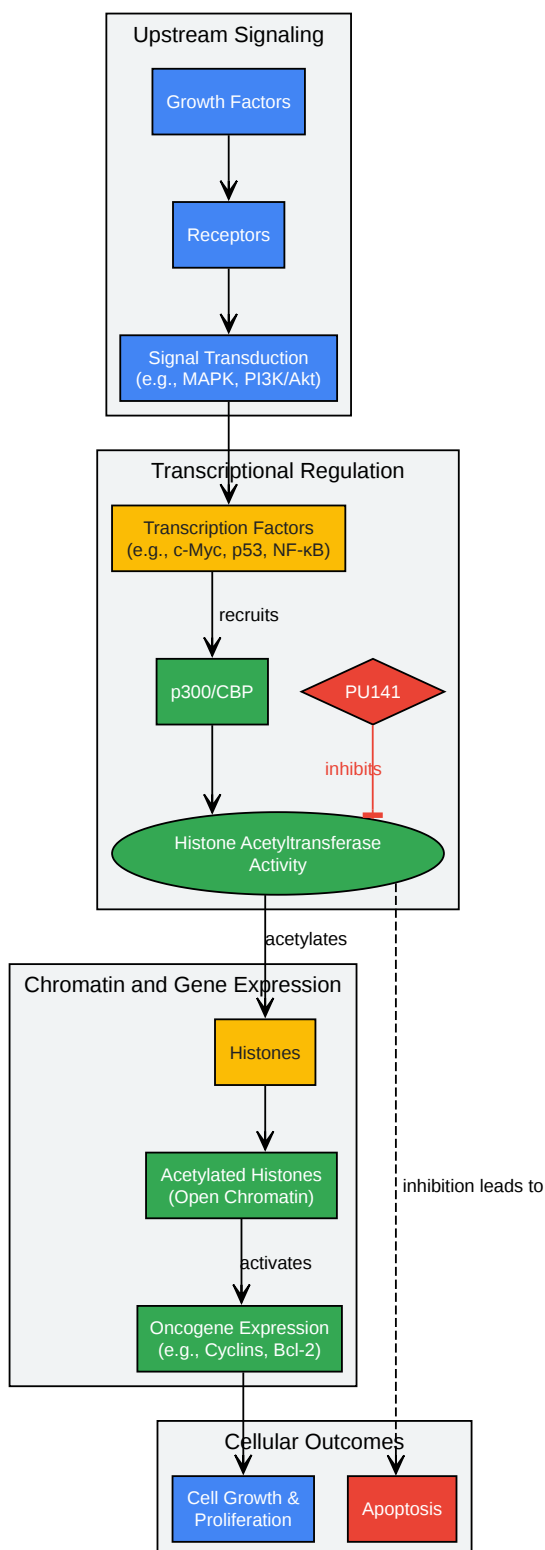 Upstream Signaling
Growth Factors
Receptors
Signal Transduction
(e.g., MAPK, PI3K/Akt)
Transcriptional Regulation
Transcription Factors
(e.g., c-Myc, p53, NF-κB)
recruits
p300/CBP
PU141
inhibits
Histone Acetyltransferase
Activity
acetylates
Chromatin and Gene Expression
Histones
Acetylated Histones
(Open Chromatin)
inhibition leads to
activates
Oncogene Expression
(e.g., Cyclins, Bcl-2)
Cellular Outcomes
Cell Growth &
Proliferation
Apoptosis